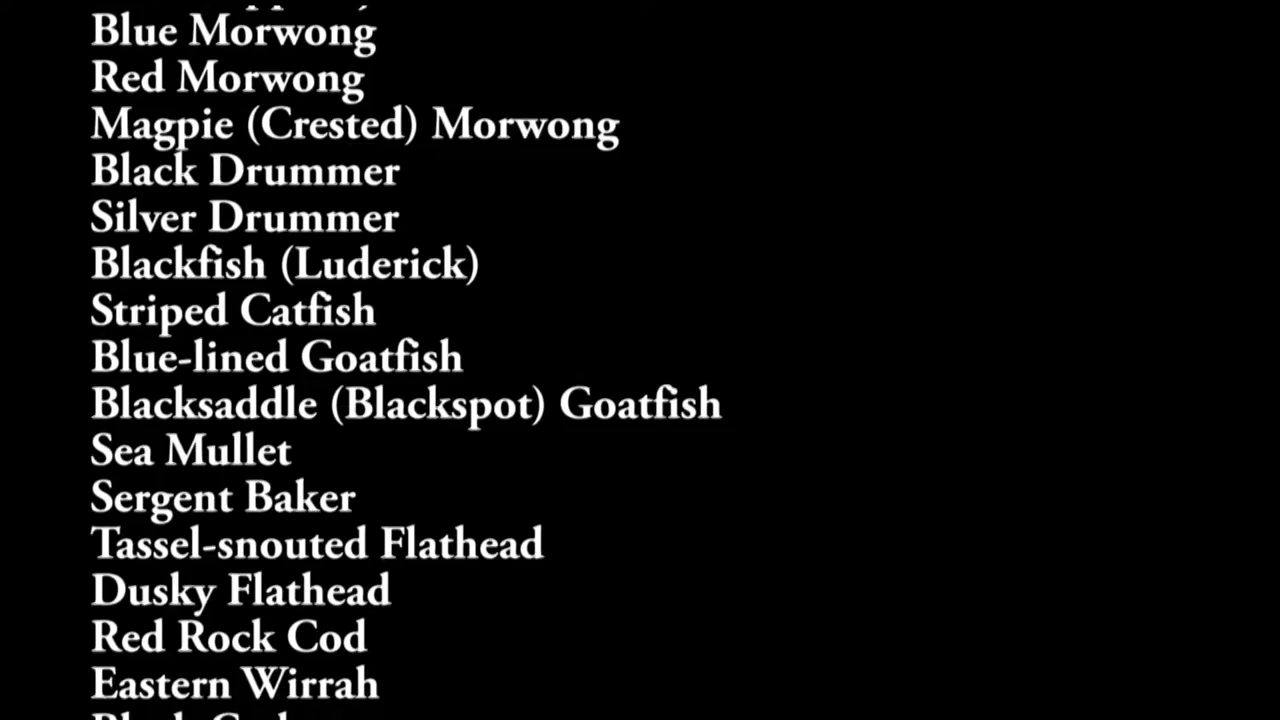 Blue Morwong
Red Morwong
Magpie (Crested) Morwong
Black Drummer
Silver Drummer
Blackfish (Luderick)
Striped Catfish
Blue-lined Goatfish
Blacksaddle (Blackspot) Goatfish
Sea Mullet
Sergent Baker
Tassel-snouted Flathead
Dusky Flathead
Red Rock Cod
Eastern Wirrah